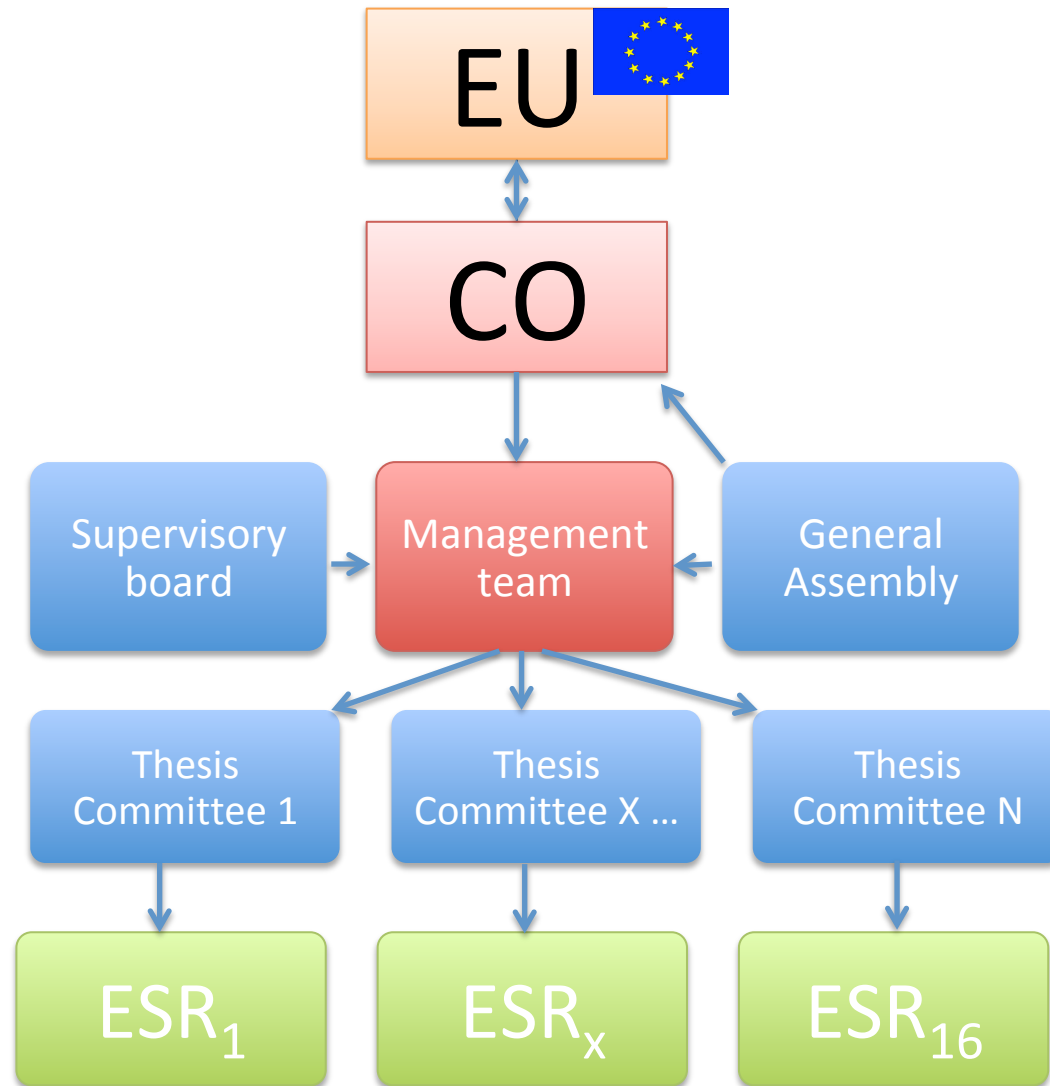 EU
CO
Supervisory
board
Management
team
General
Assembly
Thesis
Committee 1
Thesis
Committee X ...
Thesis
Committee N
ESR₁
ESRₓ
ESR₁₆